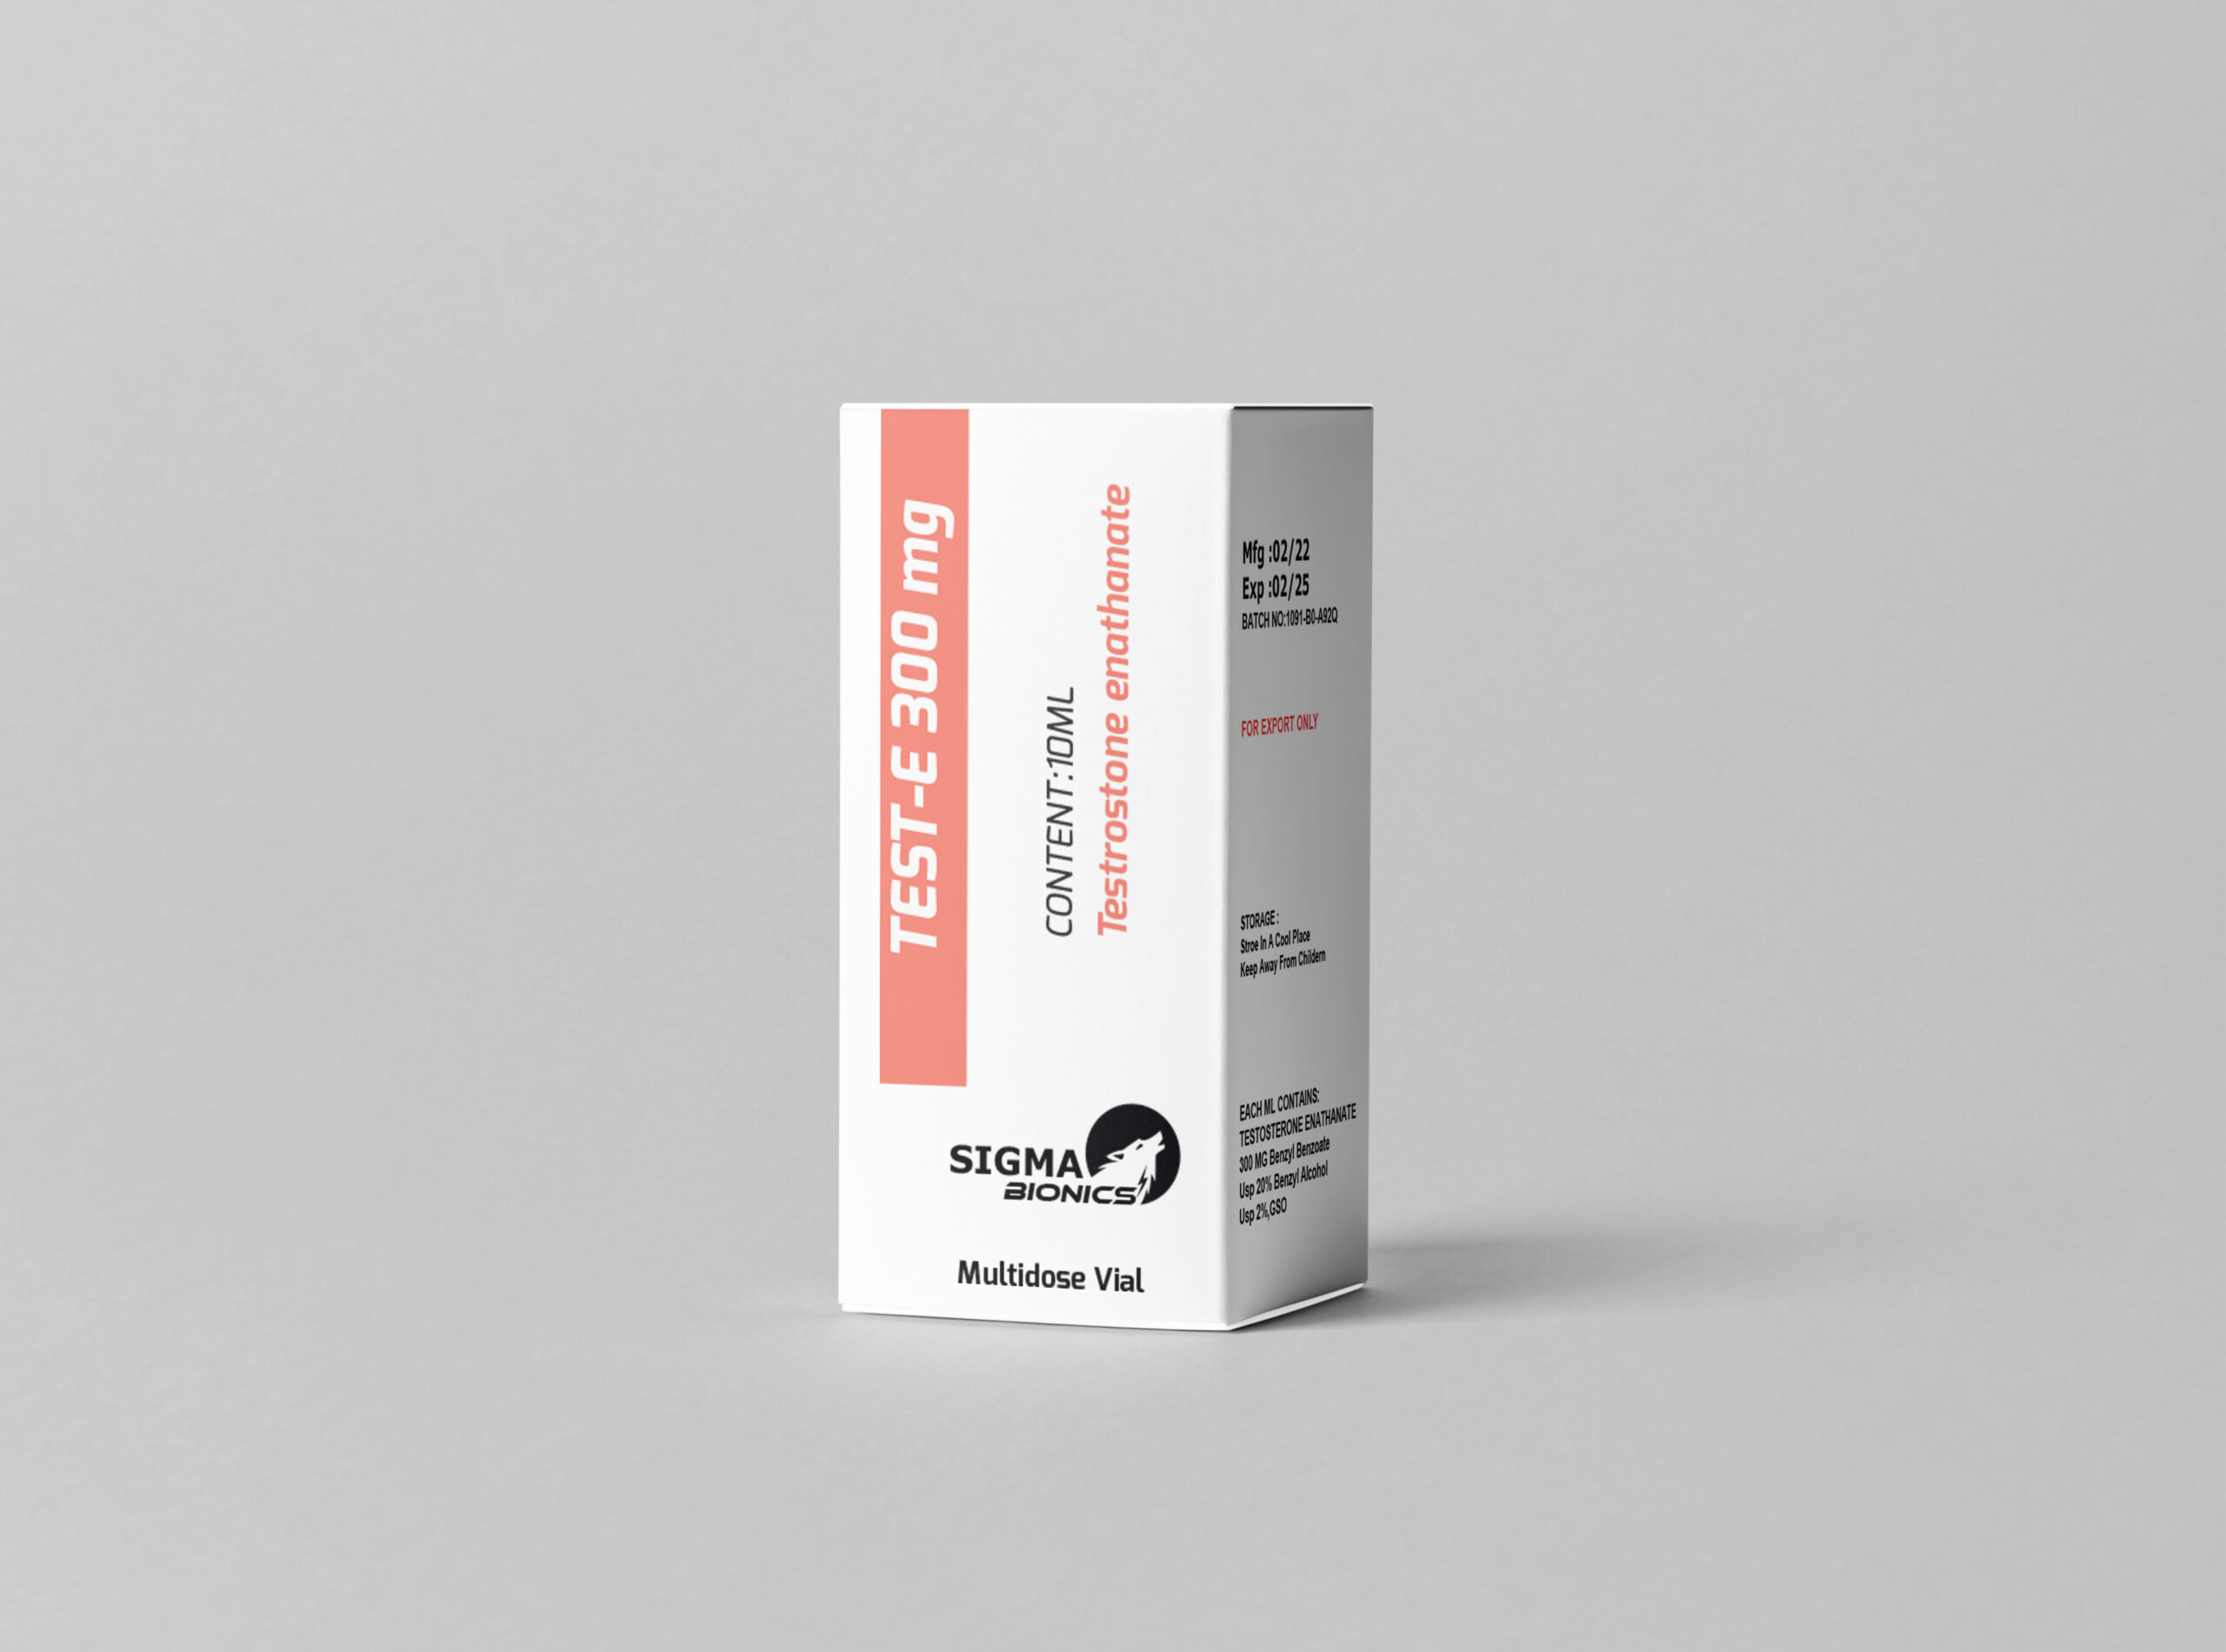 TEST-E 300 mg
CONTENT:10ML
Testrostone enathanate
SIGMA
BIONICS
Multidose Vial
Mfg :02/22
Exp :02/25
BATCH NO:1091-B0-A92Q
FOR EXPORT ONLY
STORAGE :
Stroe In A Cool Place
Keep Away From Childern
EACH ML CONTAINS:
TESTOSTERONE ENATHANATE
300 MG Benzyl Benzoate
Usp 20% Benzyl Alcohol
Usp 2%,GSO